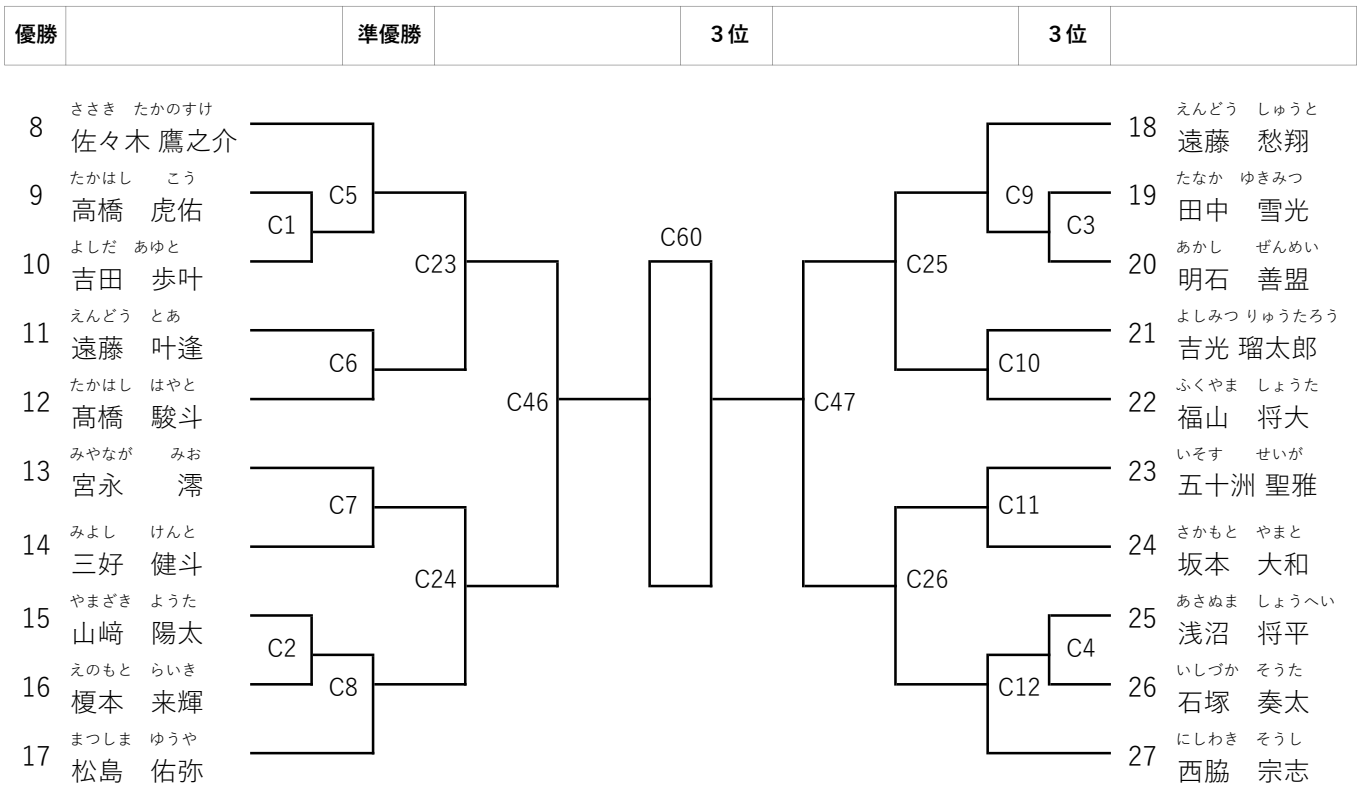 優勝 準優勝 3位 3位
ささき たかのすけ
8 佐々木 鷹之介
たかはし こう
9 高橋 虎佑
よしだ あゆと
10 吉田 歩叶
えんどう とあ
11 遠藤 叶逢
たかはし はやと
12 髙橋 駿斗
みやなが みお
13 宮永 澪
みよし けんと
14 三好 健斗
やまざき ようた
15 山﨑 陽太
えのもと らいき
16 榎本 来輝
まつしま ゆうや
17 松島 佑弥
C5
C1
C23
C6
C46
C7
C24
C2
C8
C60
C9
C3
C25
C10
C47
C11
C26
C4
C12
えんどう しゅうと
18 遠藤 愁翔
たなか ゆきみつ
19 田中 雪光
あかし ぜんめい
20 明石 善盟
よしみつ りゅうたろう
21 吉光 瑠太郎
ふくやま しょうた
22 福山 将大
いそす せいが
23 五十洲 聖雅
さかもと やまと
24 坂本 大和
あさぬま しょうへい
25 浅沼 将平
いしづか そうた
26 石塚 奏太
にしわき そうし
27 西脇 宗志